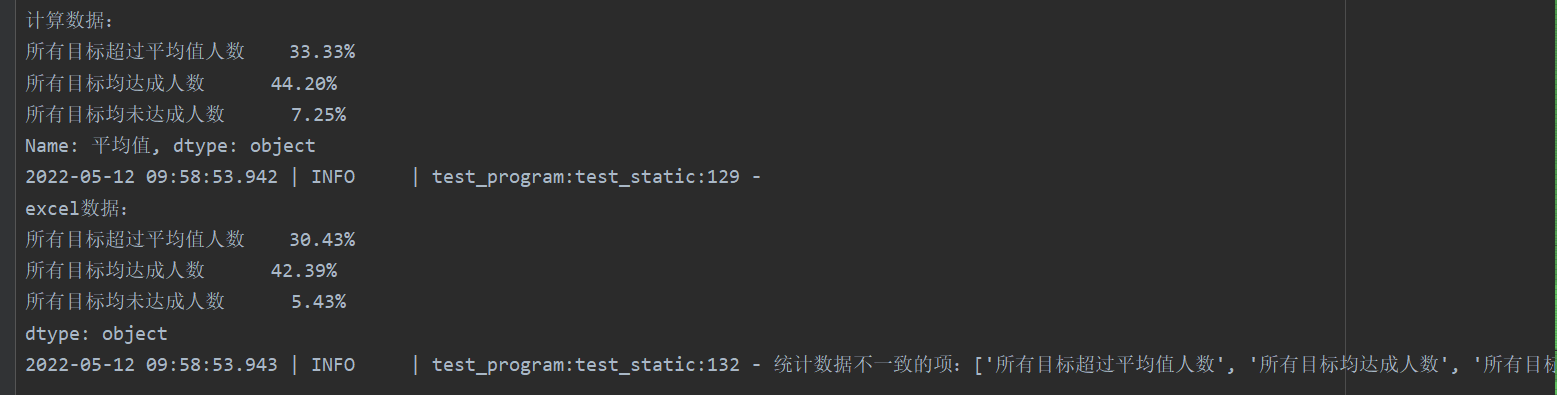 计算数据：
所有目标超过平均值人数    33.33%
所有目标均达成人数      44.20%
所有目标均未达成人数      7.25%
Name: 平均值, dtype: object
2022-05-12 09:58:53.942 | INFO     | test_program:test_static:129 -
excel数据：
所有目标超过平均值人数    30.43%
所有目标均达成人数      42.39%
所有目标均未达成人数      5.43%
dtype: object
2022-05-12 09:58:53.943 | INFO     | test_program:test_static:132 - 统计数据不一致的项：['所有目标超过平均值人数', '所有目标均达成人数', '所有目标